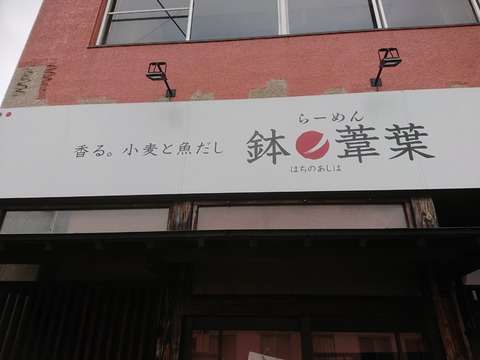 香る。小麦と魚だし
らーめん
鉢ノ葦葉
はちのあしは